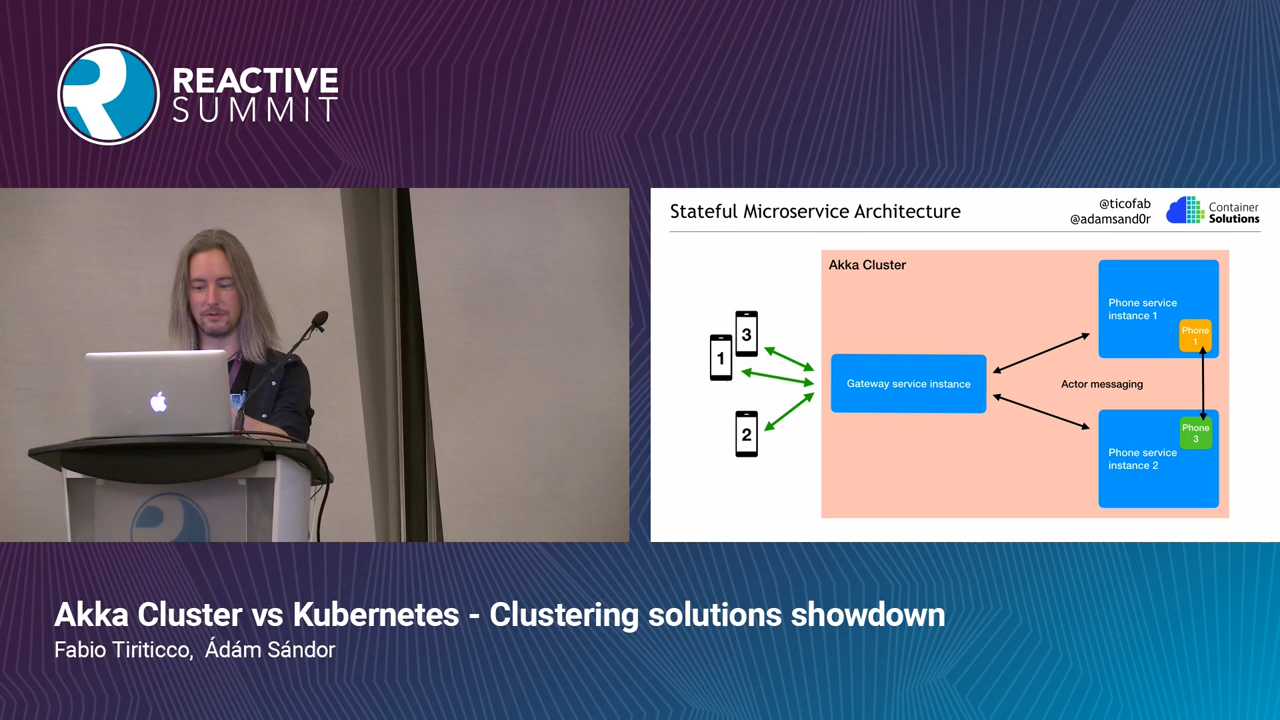 REACTIVE
SUMMIT
Stateful Microservice Architecture
@ticofab
@adamsand0r
Container
Solutions
Akka Cluster
Phone service
instance 1
Phone
1
3
1
Gateway service instance
Actor messaging
2
Phone
3
Phone service
instance 2
Akka Cluster vs Kubernetes - Clustering solutions showdown
Fabio Tiriticco, Ádám Sándor